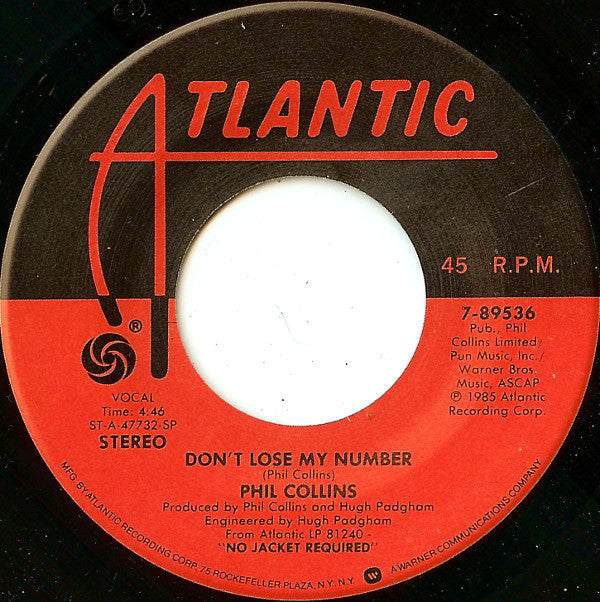 ATLANTIC
45 R.P.M.
®
7-89536
Pub., Phil
Collins Limited/
Pun Music, Inc./
Warner Bros.
Music, ASCAP
℗ 1985 Atlantic
Recording Corp.
VOCAL
Time: 4:46
ST-A-47732-SP
STEREO
DON'T LOSE MY NUMBER
(Phil Collins)
PHIL COLLINS
Produced by Phil Collins and Hugh Padgham
Engineered by Hugh Padgham
From Atlantic LP 81240 -
"NO JACKET REQUIRED"
MFG. BY ATLANTIC RECORDING CORP. 75 ROCKEFELLER PLAZA, N.Y. N.Y. W A WARNER COMMUNICATIONS COMPANY